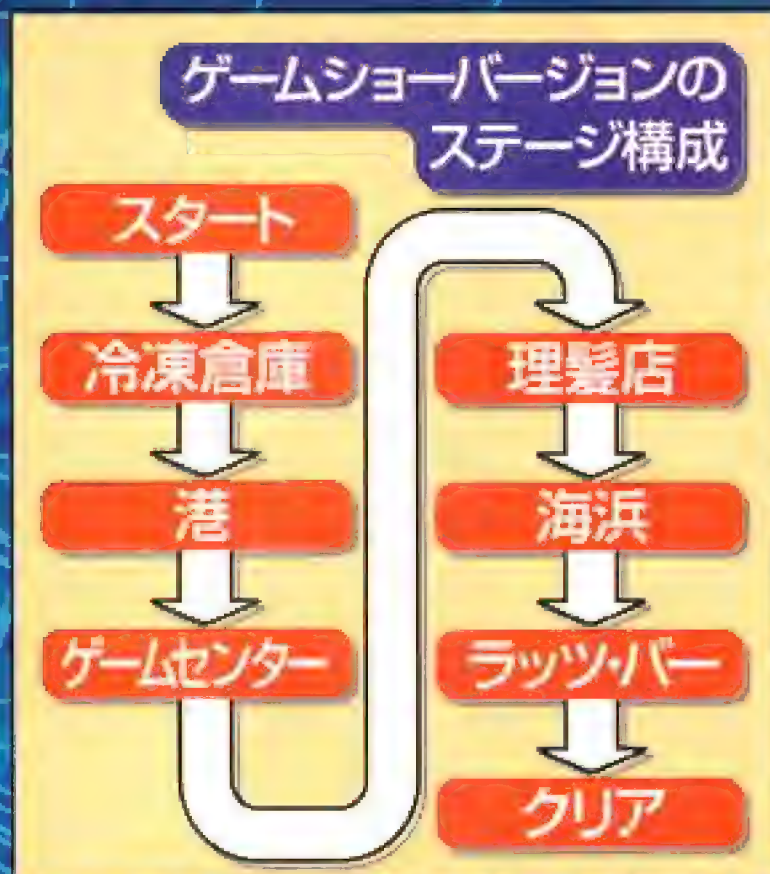 ゲームショーバージョンの
ステージ構成
スタート
冷凍倉庫
港
ゲームセンター
理髪店
海浜
ラッツ・バー
クリア